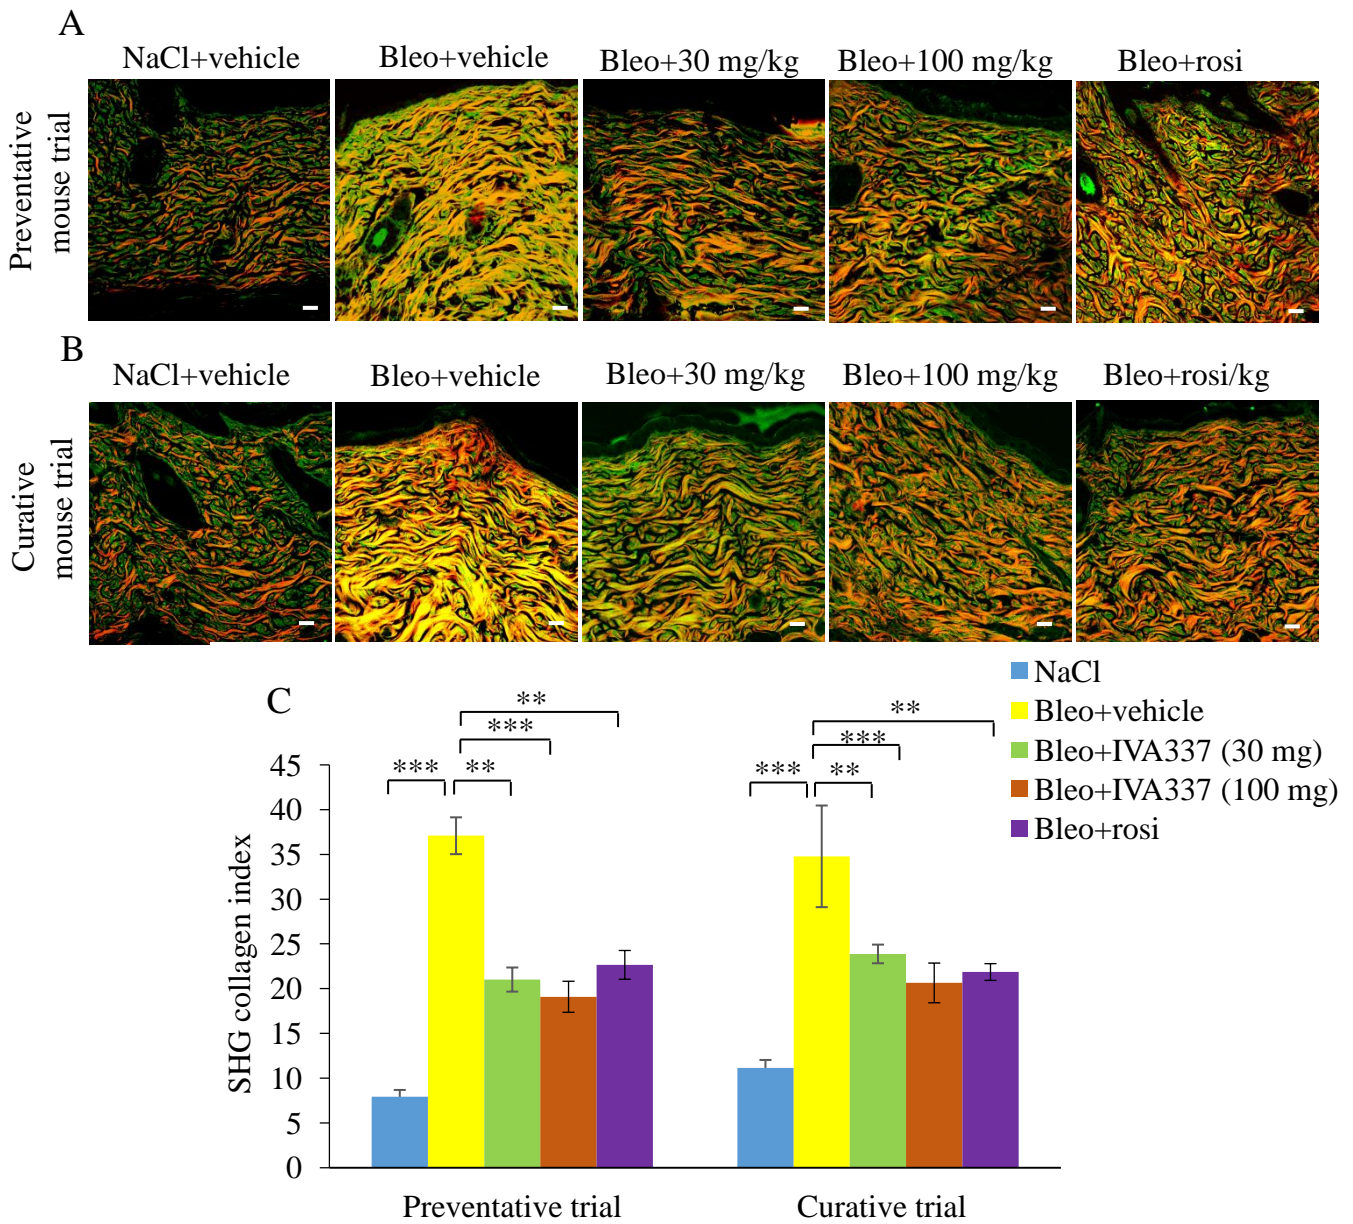 A
NaCl+vehicle
Bleo+vehicle
Bleo+30 mg/kg
Bleo+100 mg/kg
Bleo+rosi
Preventative
mouse trial
B
NaCl+vehicle
Bleo+vehicle
Bleo+30 mg/kg
Bleo+100 mg/kg
Bleo+rosi/kg
Curative
mouse trial
C
NaCl
Bleo+vehicle
Bleo+IVA337 (30 mg)
Bleo+IVA337 (100 mg)
Bleo+rosi
**
***
***
**
**
***
***
**
SHG collagen index
45
40
35
30
25
20
15
10
5
0
Preventative trial
Curative trial